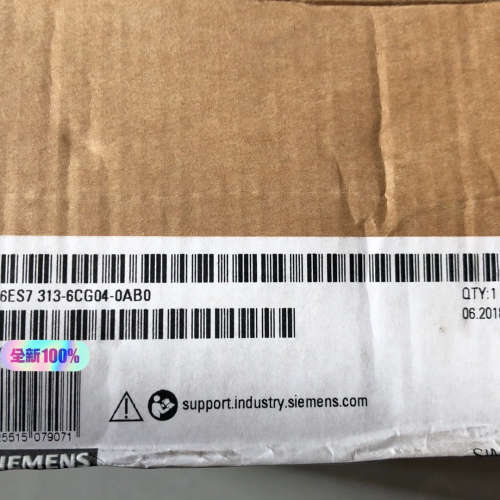 6ES7 313-6CG04-0AB0
QTY:1
06.2018
全新100%
support.industry.siemens.com
25515 079071
SIEMENS